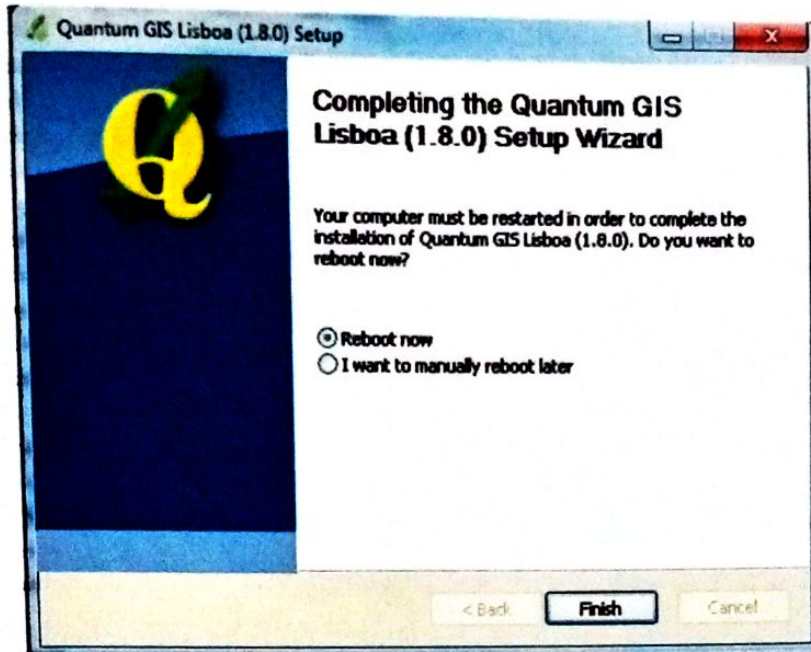 Quantum GIS Lisboa (1.8.0) Setup
Completing the Quantum GIS
Lisboa (1.8.0) Setup Wizard
Your computer must be restarted in order to complete the
installation of Quantum GIS Lisboa (1.8.0). Do you want to
reboot now?
Reboot now
I want to manually reboot later
< Back
Finish
Cancel